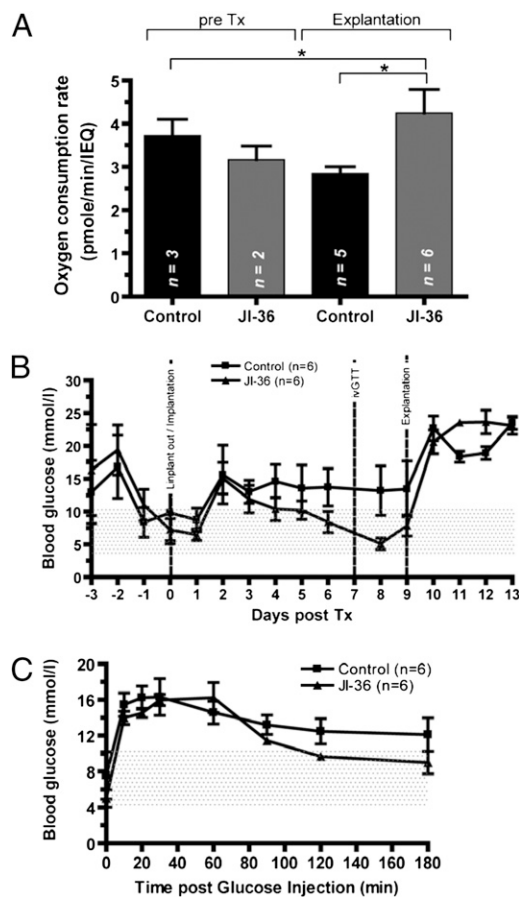 A
pre Tx
Explantation
*
*
Oxygen consumption rate
(pmole/min/IEQ)
5
4
3
2
1
0
n = 3
n = 2
n = 5
n = 6
Control
JI-36
Control
JI-36
B
Control (n=6)
JI-36 (n=6)
Linplant out / Implantation
ivGTT
Explantation
Blood glucose (mmol/l)
30
25
20
15
10
5
0
-3 -2 -1 0 1 2 3 4 5 6 7 8 9 10 11 12 13
Days post Tx
C
Control (n=6)
JI-36 (n=6)
Blood glucose (mmol/l)
20
16
12
8
4
0
0 20 40 60 80 100 120 140 160 180
Time post Glucose Injection (min)